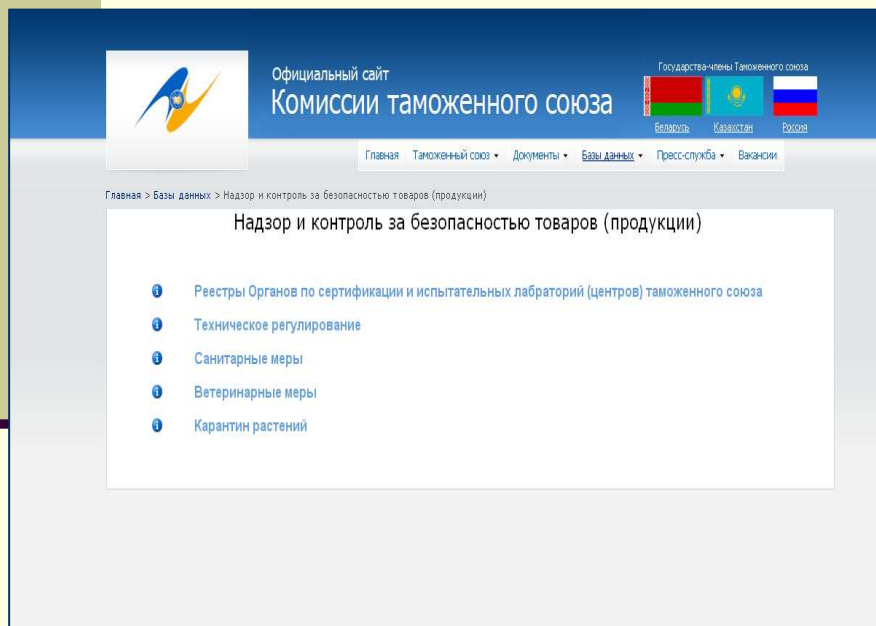 Официальный сайт
Комиссии таможенного союза
Государства-члены Таможенного союза
Беларусь Казахстан Россия
Главная Таможенный союз Документы Базы данных Пресс-служба Вакансии
Главная > Базы данных > Надзор и контроль за безопасностью товаров (продукции)
Надзор и контроль за безопасностью товаров (продукции)
Реестры Органов по сертификации и испытательных лабраторий (центров) таможенного союза
Техническое регулирование
Санитарные меры
Ветеринарные меры
Карантин растений